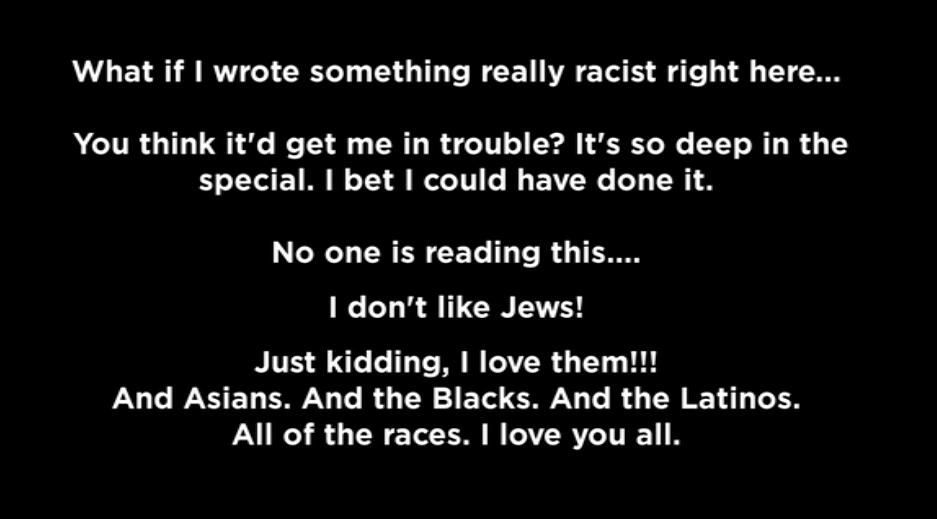 What if I wrote something really racist right here...
You think it'd get me in trouble? It's so deep in the
special. I bet I could have done it.
No one is reading this....
I don't like Jews!
Just kidding, I love them!!!
And Asians. And the Blacks. And the Latinos.
All of the races. I love you all.